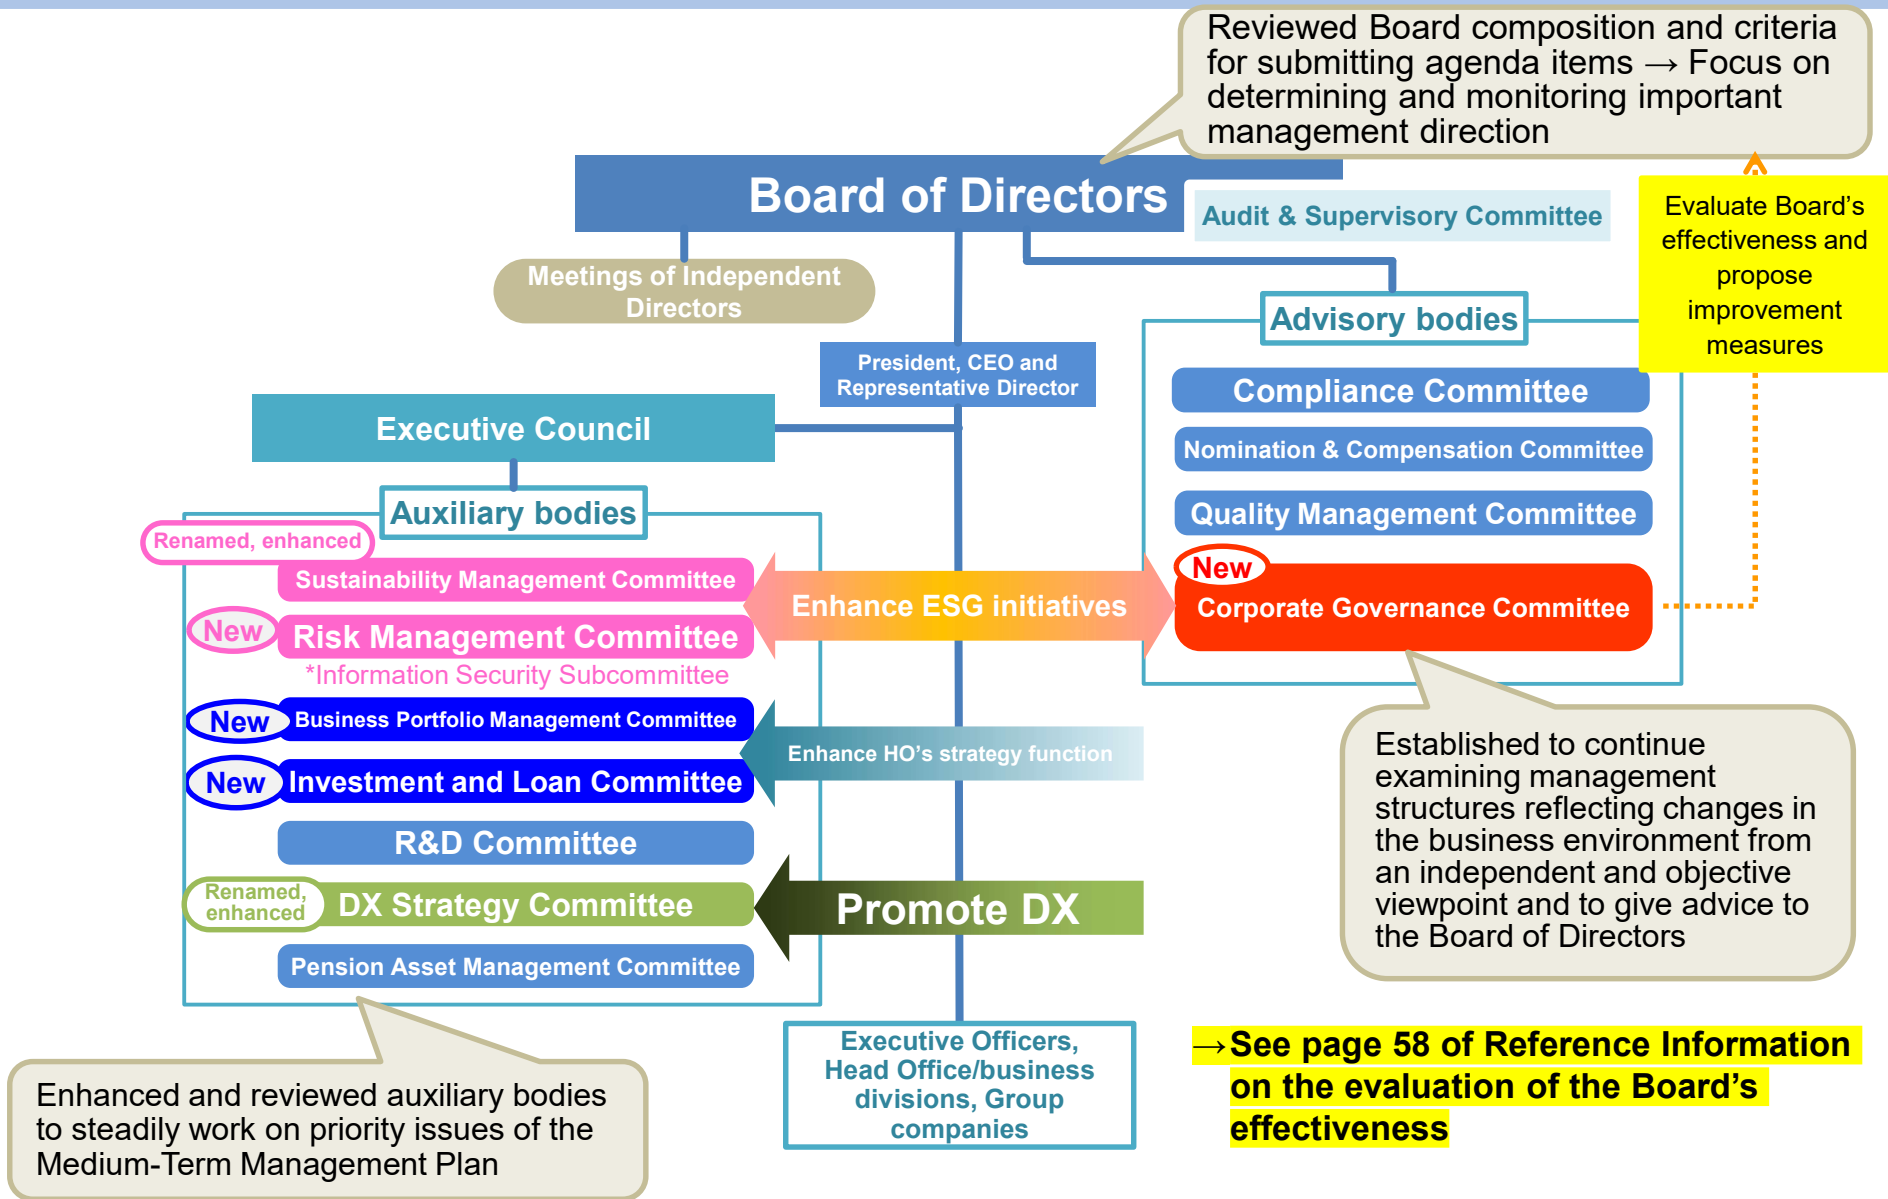 Reviewed Board composition and criteria
for submitting agenda items → Focus on
determining and monitoring important
management direction
Board of Directors
Audit & Supervisory Committee
Evaluate Board’s
effectiveness and
propose
improvement
measures
Meetings of Independent
Directors
Advisory bodies
President, CEO and
Representative Director
Compliance Committee
Executive Council
Nomination & Compensation Committee
Auxiliary bodies
Quality Management Committee
Renamed, enhanced
Sustainability Management Committee
Enhance ESG initiatives
New
Corporate Governance Committee
New
Risk Management Committee
*Information Security Subcommittee
New
Business Portfolio Management Committee
Enhance HO’s strategy function
New
Investment and Loan Committee
Established to continue
examining management
structures reflecting changes in
the business environment from
an independent and objective
viewpoint and to give advice to
the Board of Directors
R&D Committee
Renamed,
enhanced
DX Strategy Committee
Promote DX
Pension Asset Management Committee
Executive Officers,
Head Office/business
divisions, Group
companies
→See page 58 of Reference Information
on the evaluation of the Board’s
effectiveness
Enhanced and reviewed auxiliary bodies
to steadily work on priority issues of the
Medium-Term Management Plan